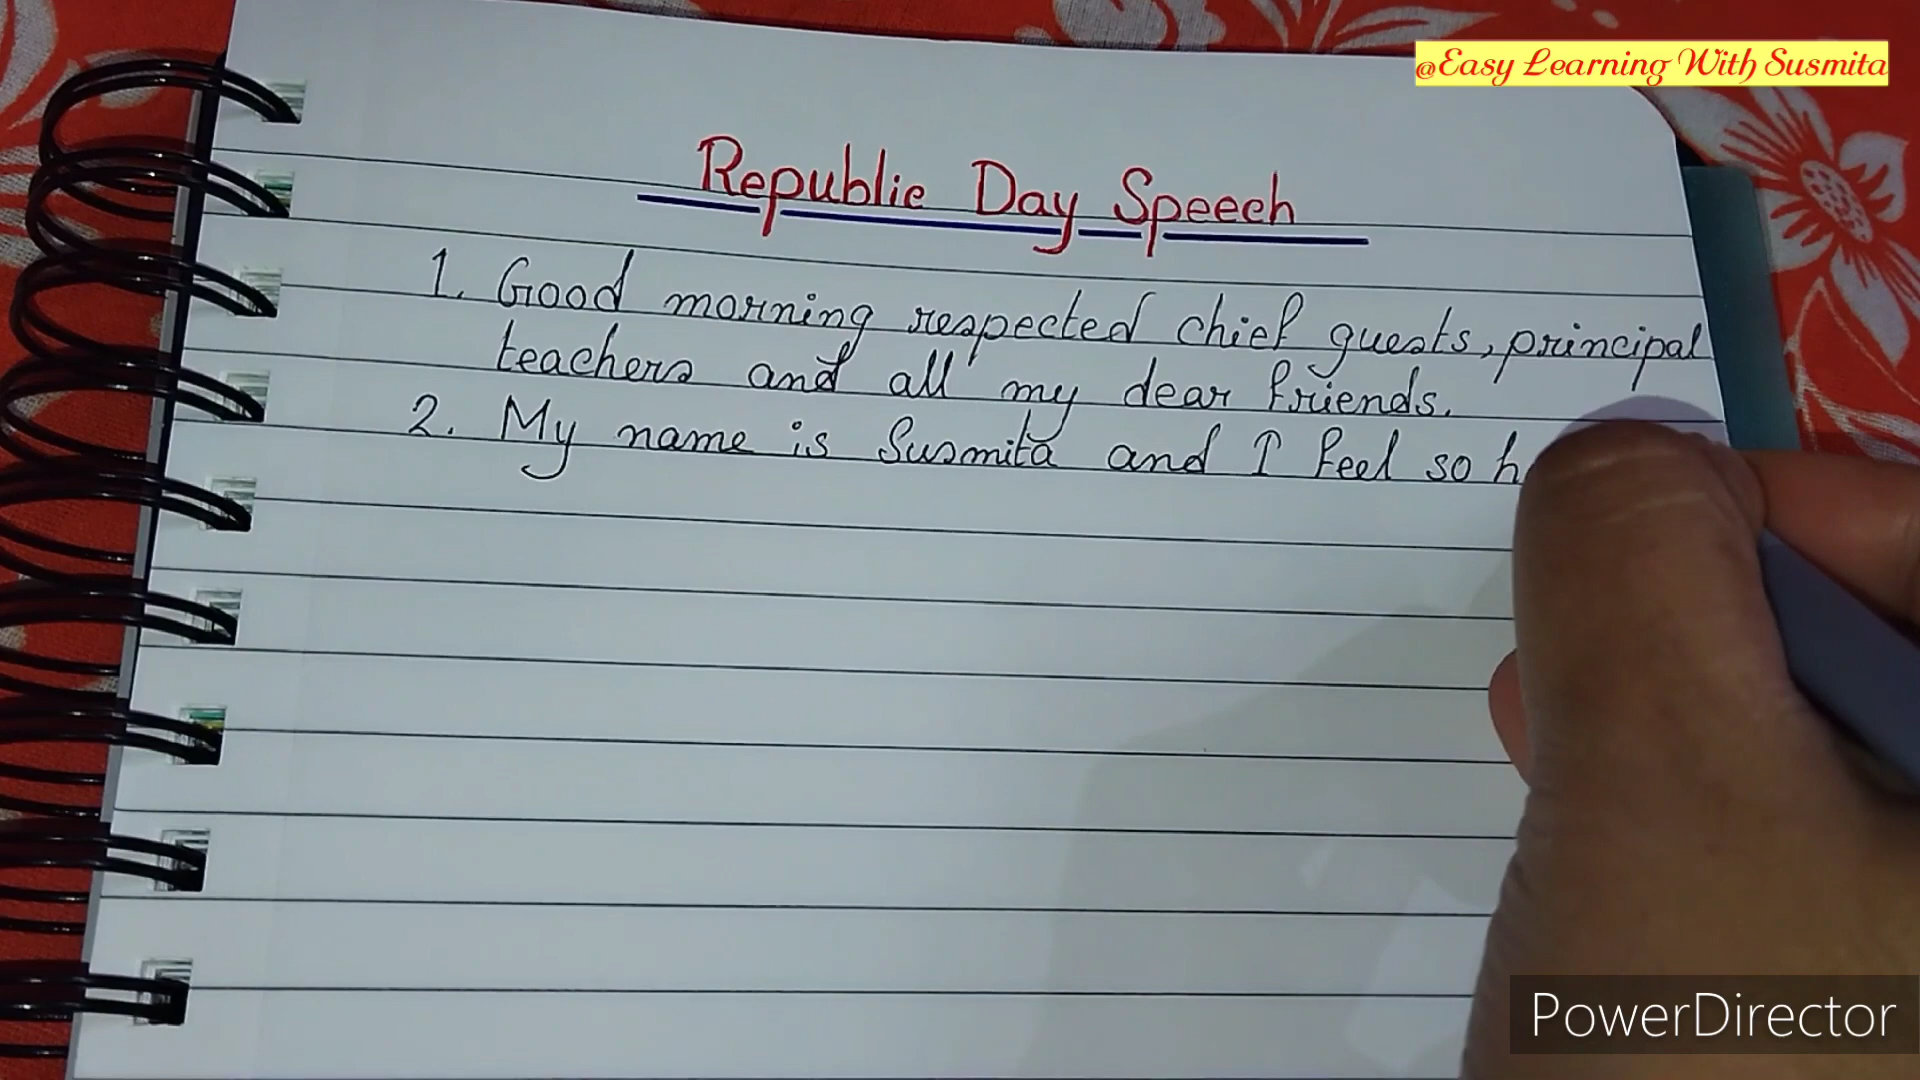 @Easy Learning With Susmita
Republic Day Speech
1. Good morning respected chief guests, principal
teachers and all my dear friends.
2. My name is Susmita and I feel so
PowerDirector